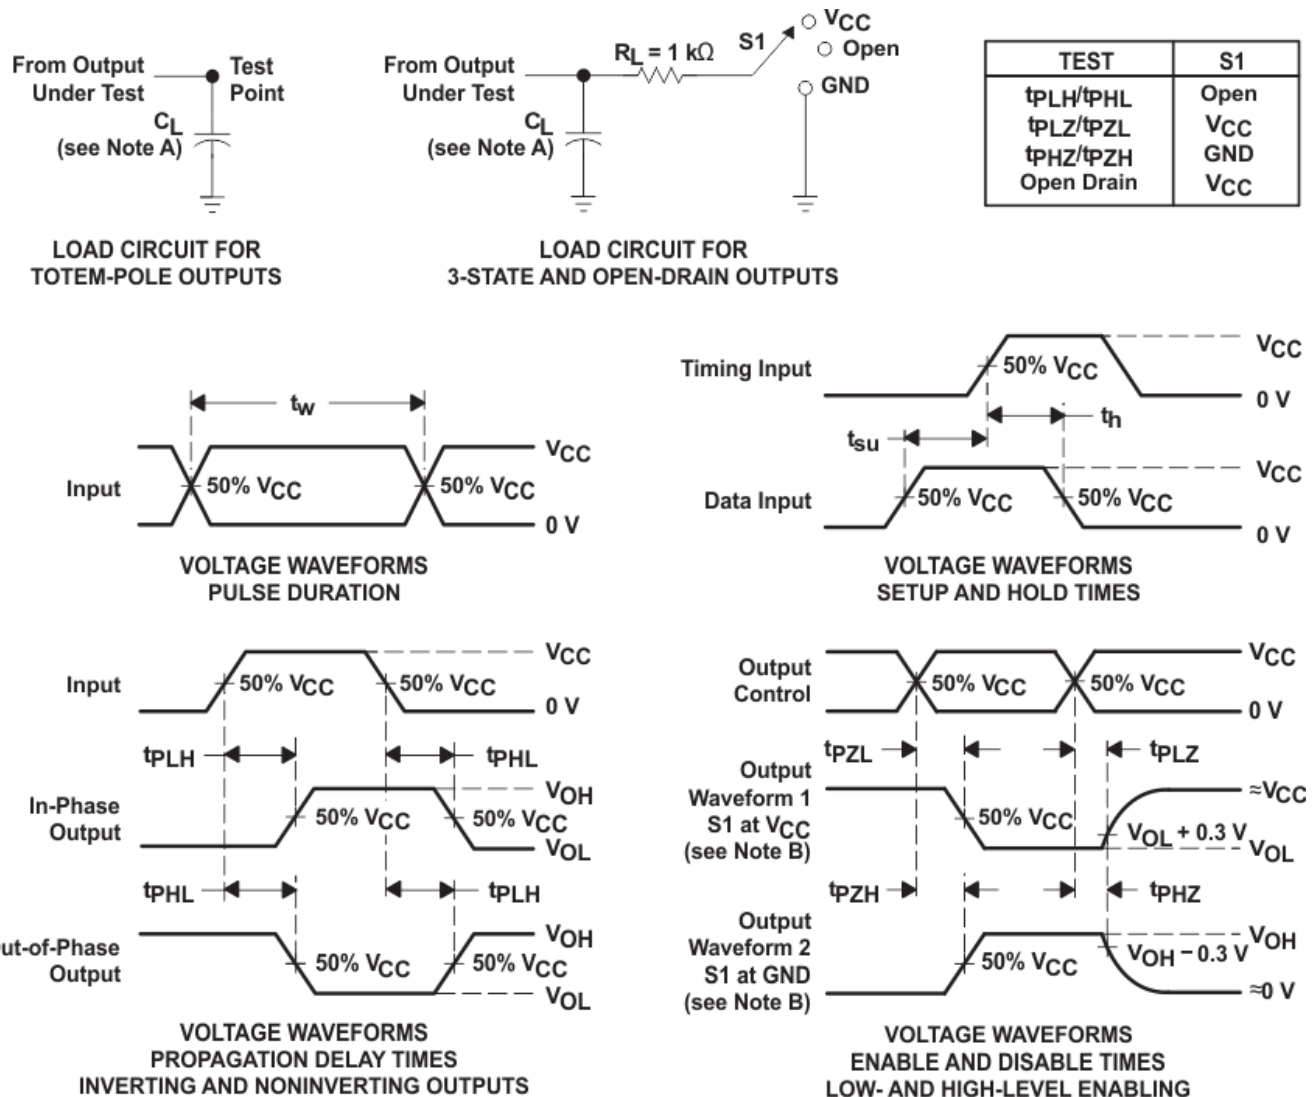 From Output
Under Test
Test
Point
CL
(see Note A)
LOAD CIRCUIT FOR
TOTEM-POLE OUTPUTS
From Output
Under Test
RL = 1 kΩ
S1
VCC
Open
GND
CL
(see Note A)
LOAD CIRCUIT FOR
3-STATE AND OPEN-DRAIN OUTPUTS
TEST S1
tPLH/tPHL Open
tPLZ/tPZL VCC
tPHZ/tPZH GND
Open Drain VCC
tw
Input
50% VCC
50% VCC
VCC
0 V
VOLTAGE WAVEFORMS
PULSE DURATION
Timing Input
50% VCC
VCC
0 V
th
tsu
Data Input
50% VCC
50% VCC
VCC
0 V
VOLTAGE WAVEFORMS
SETUP AND HOLD TIMES
Input
50% VCC
50% VCC
VCC
0 V
tPLH
tPHL
In-Phase
Output
50% VCC
50% VCC
VOH
VOL
tPHL
tPLH
ut-of-Phase
Output
50% VCC
50% VCC
VOH
VOL
VOLTAGE WAVEFORMS
PROPAGATION DELAY TIMES
INVERTING AND NONINVERTING OUTPUTS
Output
Control
50% VCC
50% VCC
VCC
0 V
tPZL
tPLZ
Output
Waveform 1
S1 at VCC
(see Note B)
50% VCC
≈VCC
VOL + 0.3 V
VOL
tPZH
tPHZ
Output
Waveform 2
S1 at GND
(see Note B)
50% VCC
VOH
VOH – 0.3 V
≈0 V
VOLTAGE WAVEFORMS
ENABLE AND DISABLE TIMES
LOW- AND HIGH-LEVEL ENABLING